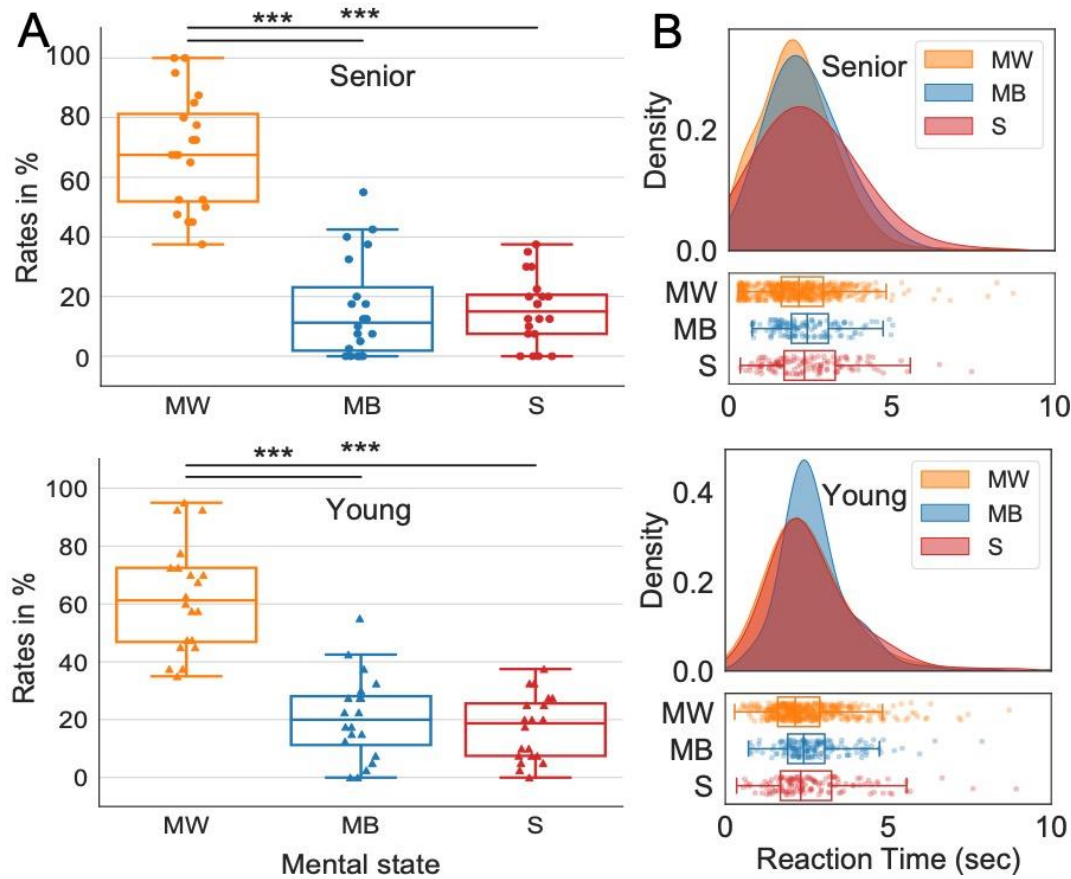 A
*** ***
Senior
Rates in %
100
80
60
40
20
0
MW MB S
*** ***
Young
Rates in %
100
80
60
40
20
0
MW MB S
Mental state
B
Senior
MW
MB
S
Density
0.2
0.0
MW
MB
S
0 5 10
Young
MW
MB
S
Density
0.4
0.2
0.0
MW
MB
S
0 5 10
Reaction Time (sec)